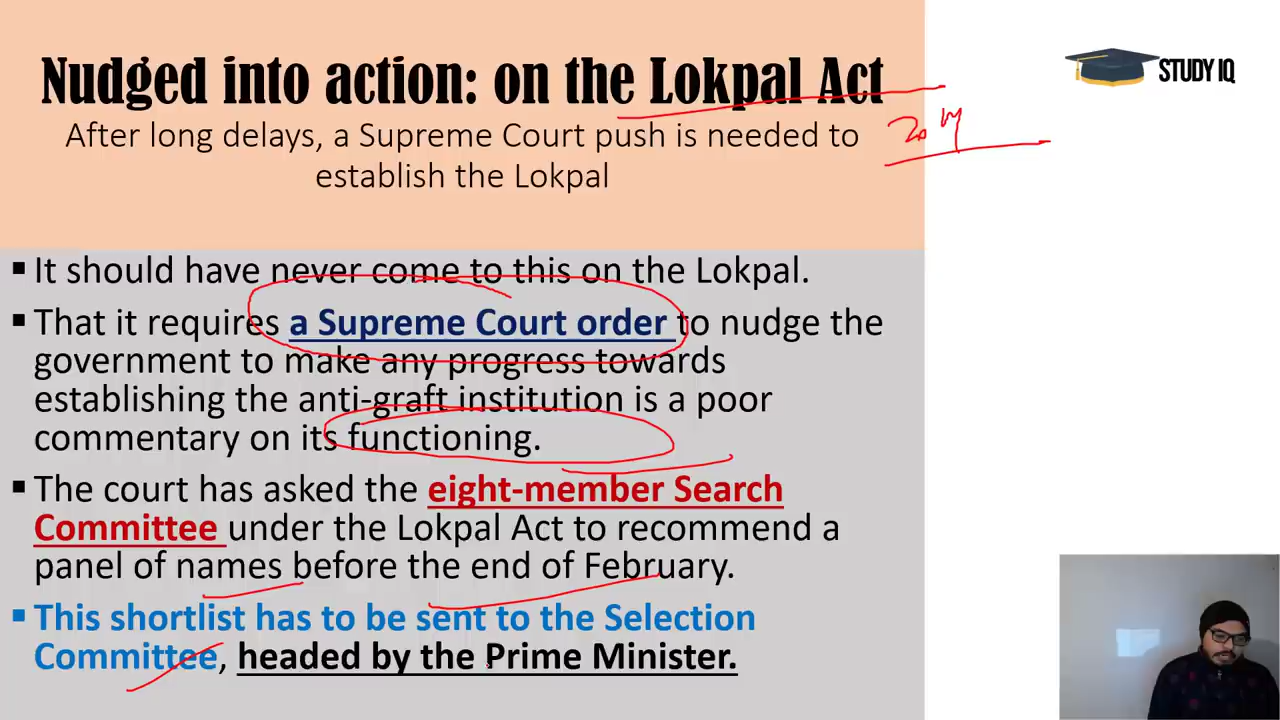 Nudged into action: on the Lokpal Act
STUDY IQ
After long delays, a Supreme Court push is needed to
establish the Lokpal
▪ It should have never come to this on the Lokpal.
▪ That it requires a Supreme Court order to nudge the
government to make any progress towards
establishing the anti-graft institution is a poor
commentary on its functioning.
▪ The court has asked the eight-member Search
Committee under the Lokpal Act to recommend a
panel of names before the end of February.
▪ This shortlist has to be sent to the Selection
Committee, headed by the Prime Minister.